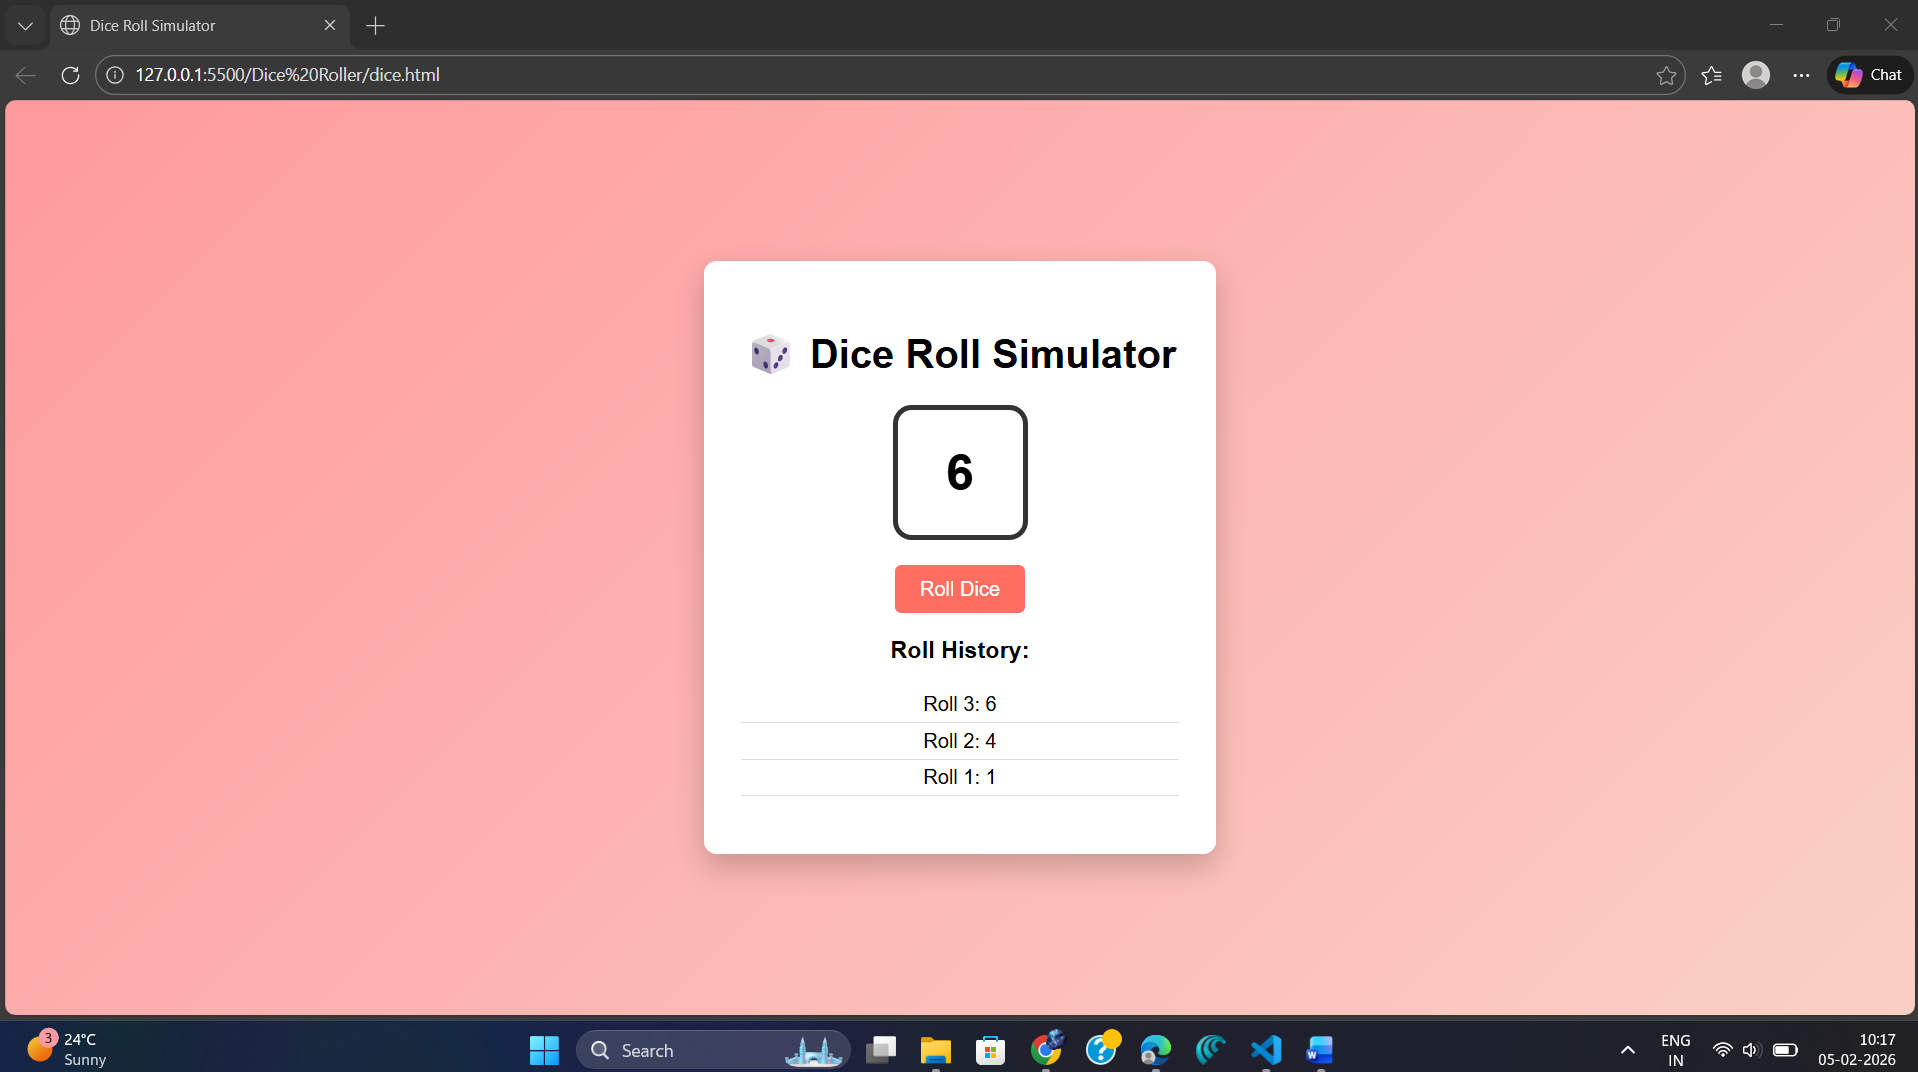 Dice Roll Simulator
127.0.0.1:5500/Dice%20Roller/dice.html
Chat
Dice Roll Simulator
6
Roll Dice
Roll History:
Roll 3: 6
Roll 2: 4
Roll 1: 1
3
24°C
Sunny
Search
W
ENG
IN
10:17
05-02-2026